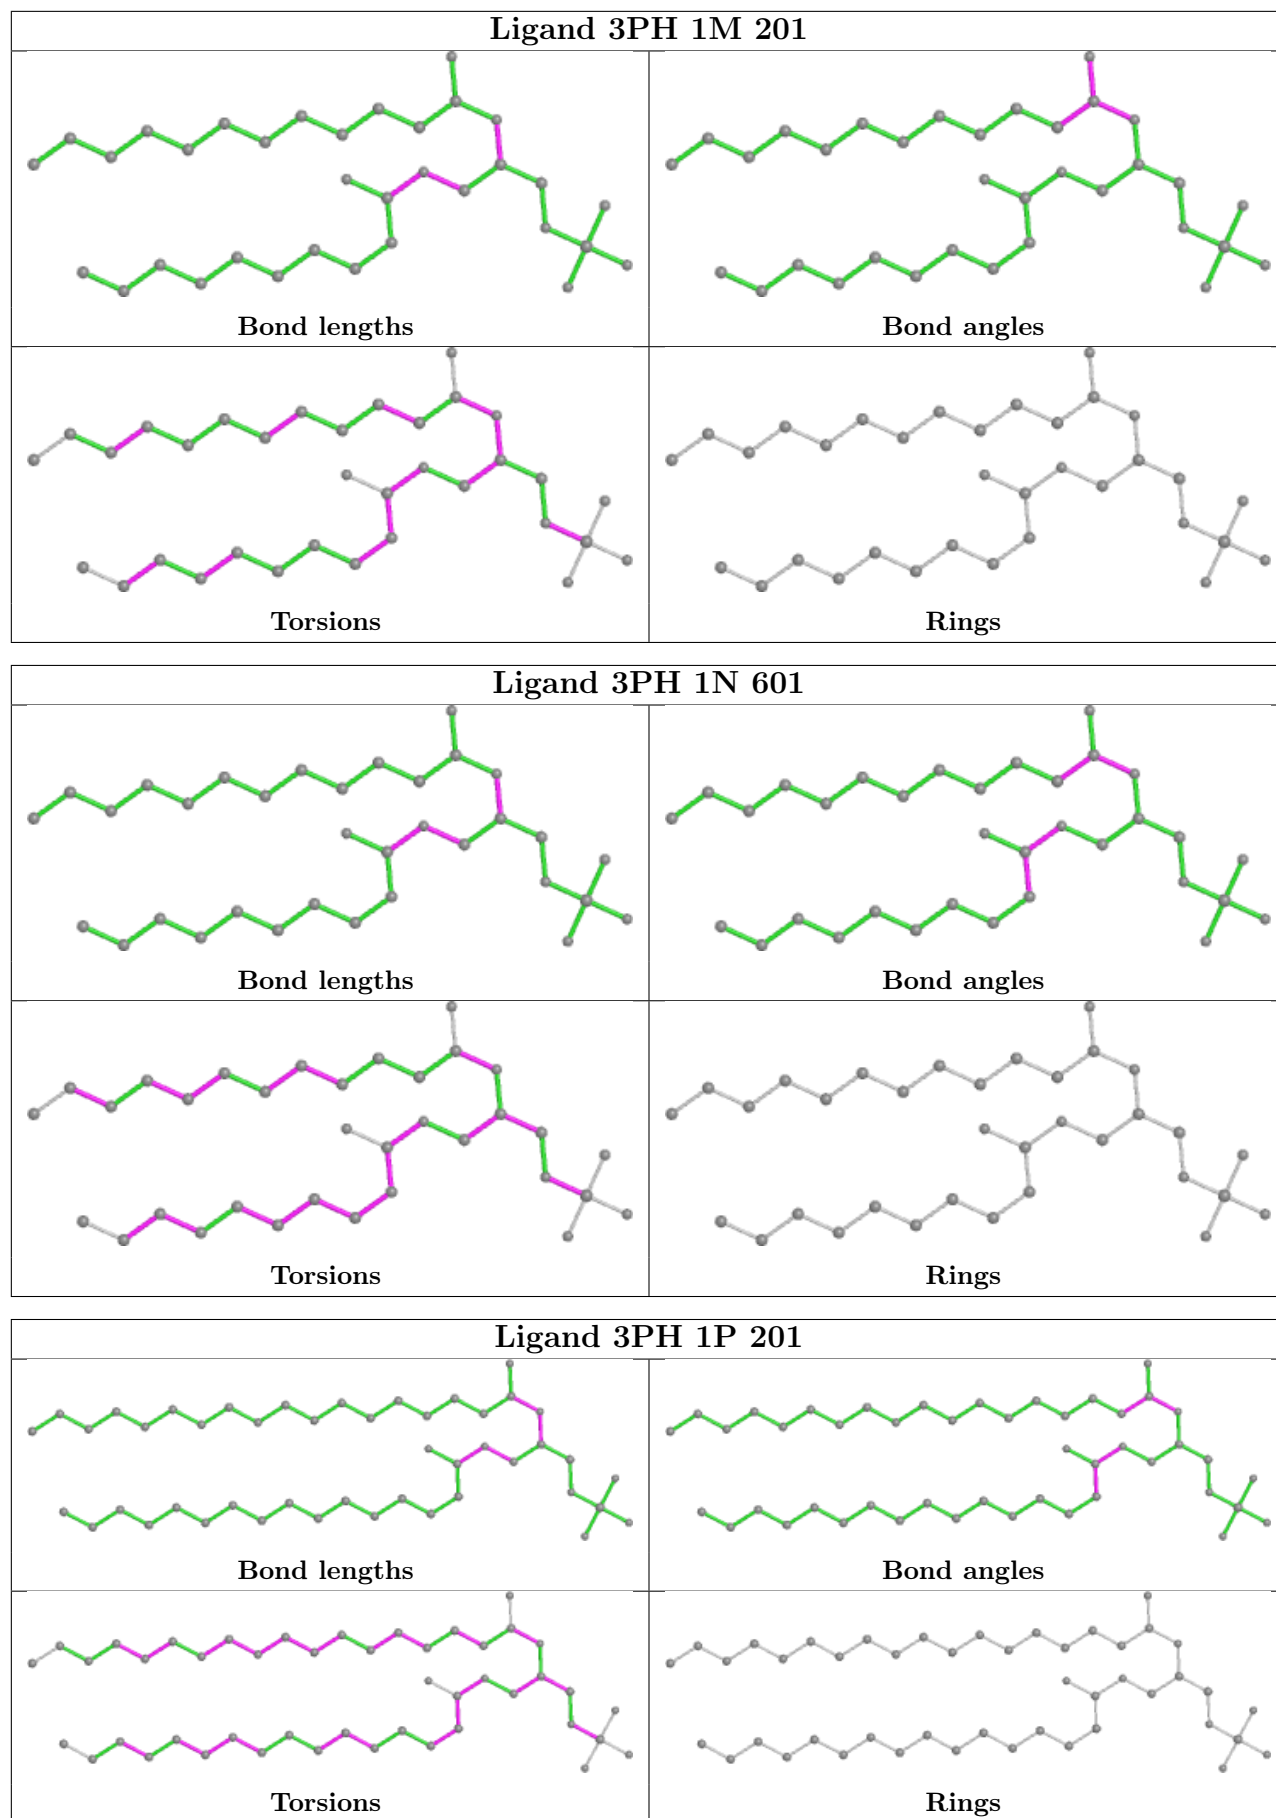 Ligand 3PH 1M 201
Bond lengths
Bond angles
Torsions
Rings
Ligand 3PH 1N 601
Bond lengths
Bond angles
Torsions
Rings
Ligand 3PH 1P 201
Bond lengths
Bond angles
Torsions
Rings